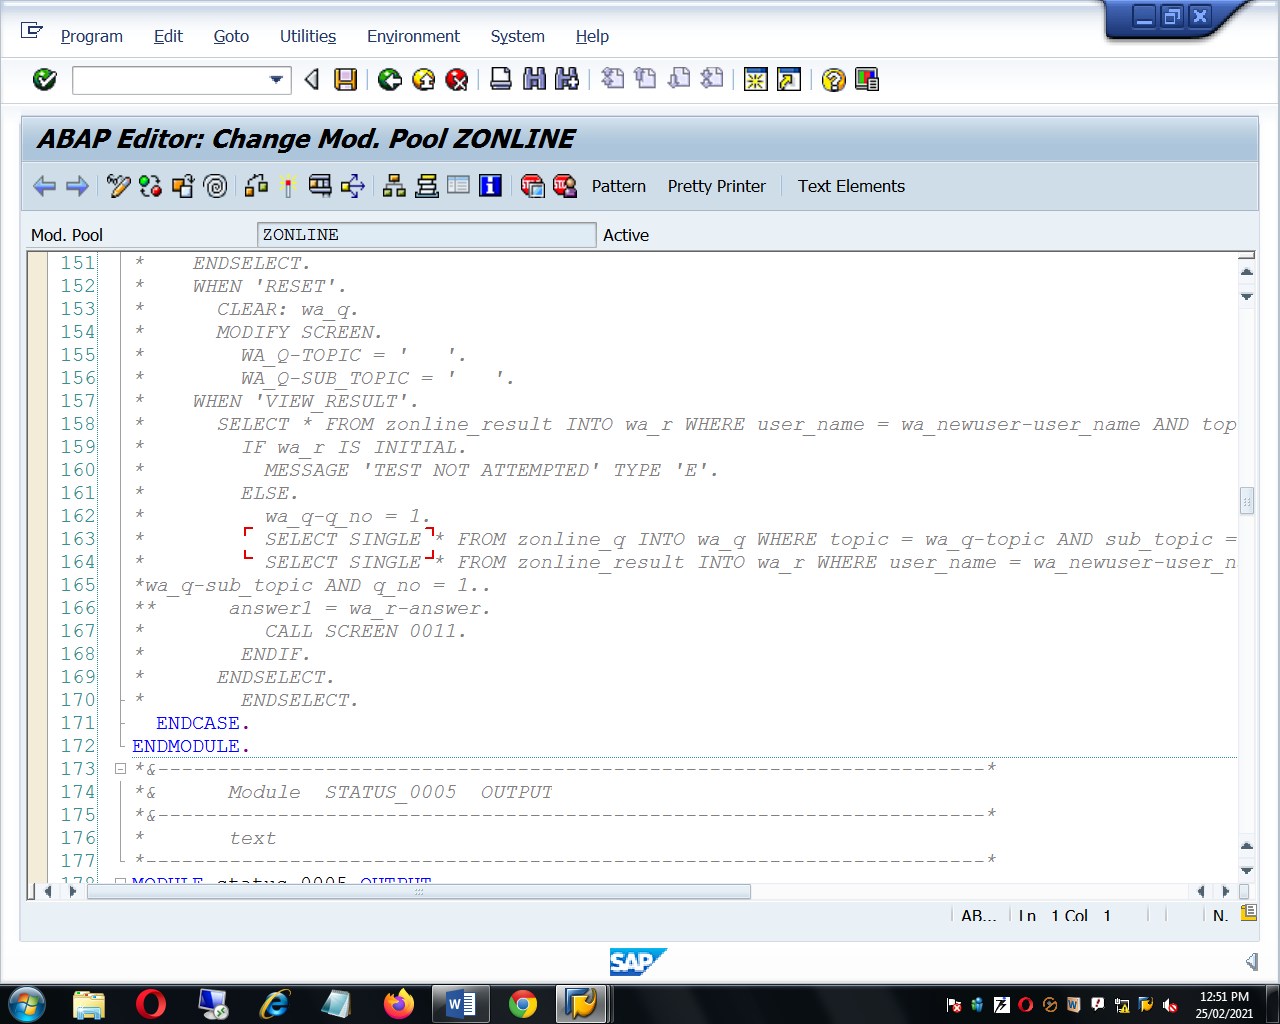 Program Edit Goto Utilities Environment System Help
ABAP Editor: Change Mod. Pool ZONLINE
Pattern Pretty Printer Text Elements
Mod. Pool ZONLINE Active
151 * ENDSELECT.
152 * WHEN 'RESET'.
153 * CLEAR: wa_q.
154 * MODIFY SCREEN.
155 * WA_Q-TOPIC = '   '.
156 * WA_Q-SUB_TOPIC = '   '.
157 * WHEN 'VIEW_RESULT'.
158 * SELECT * FROM zonline_result INTO wa_r WHERE user_name = wa_newuser-user_name AND top
159 * IF wa_r IS INITIAL.
160 * MESSAGE 'TEST NOT ATTEMPTED' TYPE 'E'.
161 * ELSE.
162 * wa_q-q_no = 1.
163 * SELECT SINGLE * FROM zonline_q INTO wa_q WHERE topic = wa_q-topic AND sub_topic =
164 * SELECT SINGLE * FROM zonline_result INTO wa_r WHERE user_name = wa_newuser-user_n
165 *wa_q-sub_topic AND q_no = 1..
166 ** answer1 = wa_r-answer.
167 * CALL SCREEN 0011.
168 * ENDIF.
169 * ENDSELECT.
170 * ENDSELECT.
171 ENDCASE.
172 ENDMODULE.
173 *&---------------------------------------------------------------------*
174 *& Module STATUS_0005 OUTPUT
175 *&---------------------------------------------------------------------*
176 * text
177 *----------------------------------------------------------------------*
178 MODULE status_0005 OUTPUT
AB... Ln 1 Col 1 N.
SAP
12:51 PM
25/02/2021